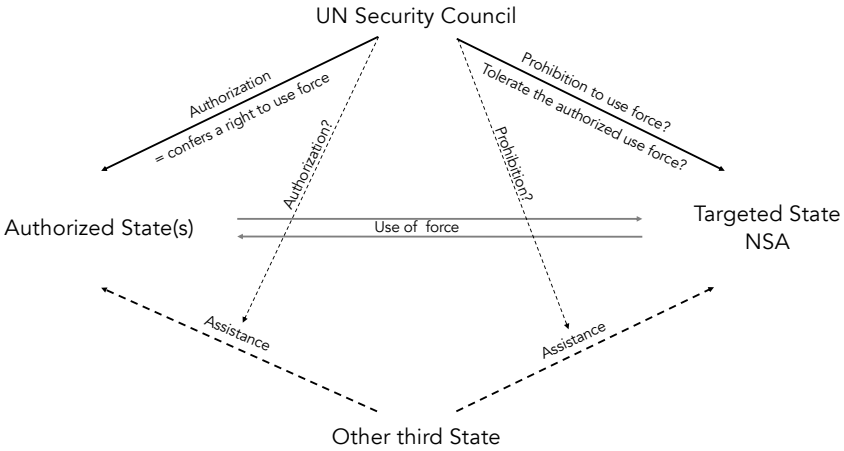 UN Security Council
Authorization
= confers a right to use force
Prohibition to use force?
Tolerate the authorized use force?
Authorization?
Prohibition?
Authorized State(s)
Use of force
Targeted State
NSA
Assistance
Assistance
Other third State